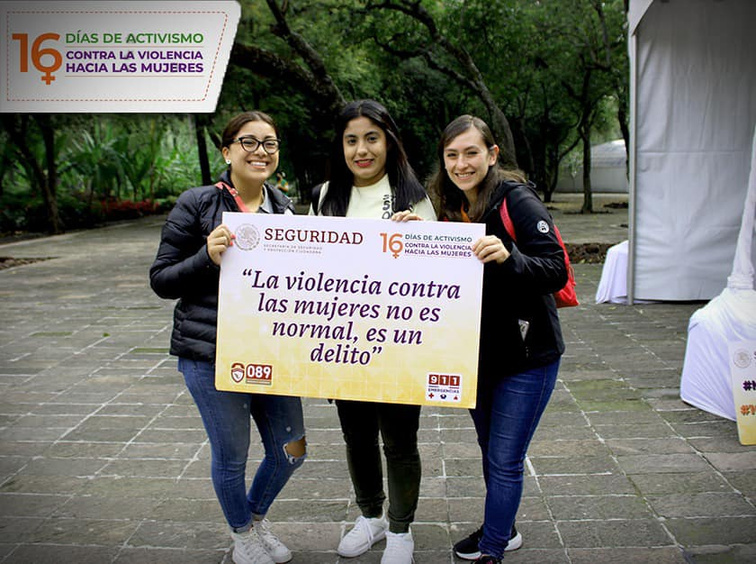 16 DÍAS DE ACTIVISMO
CONTRA LA VIOLENCIA
HACIA LAS MUJERES
SEGURIDAD
SECRETARÍA DE SEGURIDAD
Y PROTECCIÓN CIUDADANA
16 DÍAS DE ACTIVISMO
CONTRA LA VIOLENCIA
HACIA LAS MUJERES
“La violencia contra
las mujeres no es
normal, es un
delito”
089
911
EMERGENCIAS